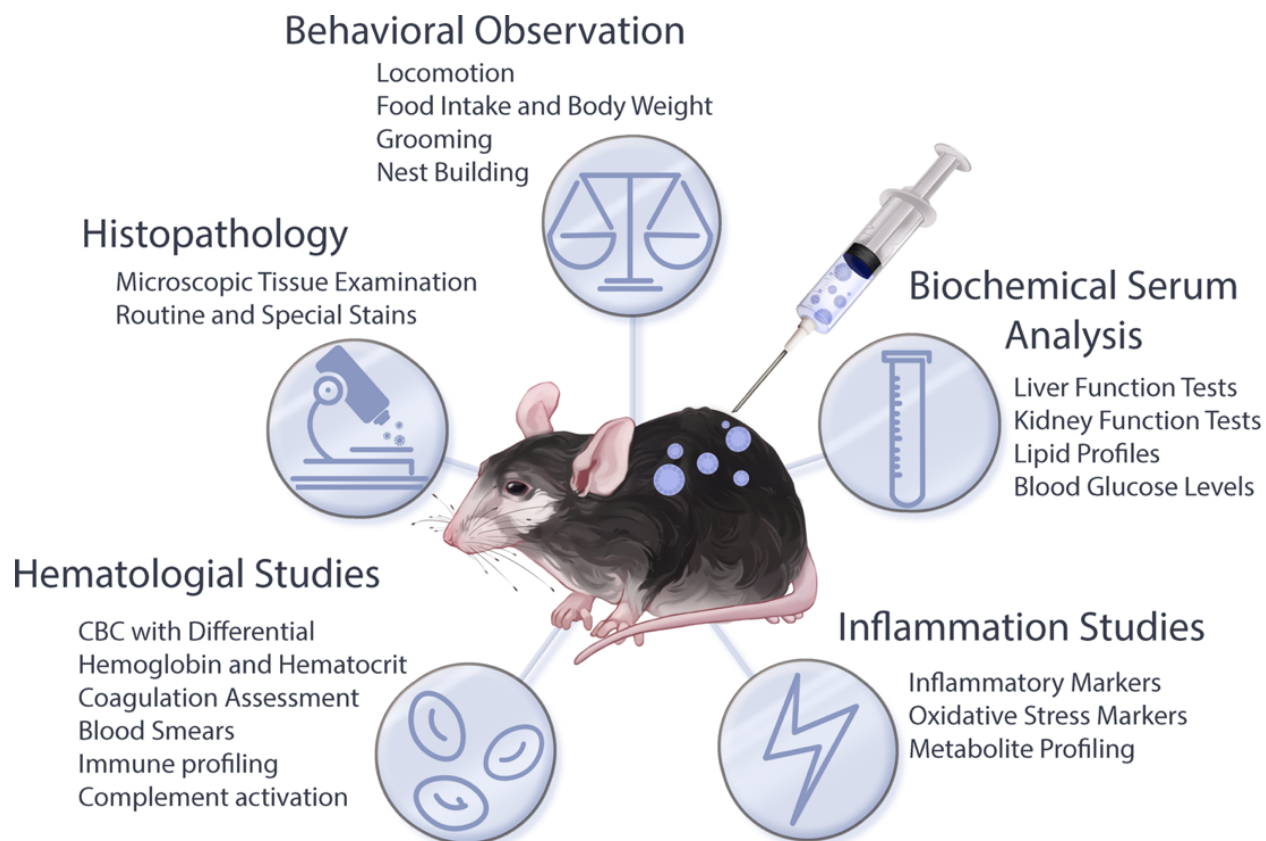 Behavioral Observation
Locomotion
Food Intake and Body Weight
Grooming
Nest Building
Histopathology
Microscopic Tissue Examination
Routine and Special Stains
Biochemical Serum
Analysis
Liver Function Tests
Kidney Function Tests
Lipid Profiles
Blood Glucose Levels
Hematologial Studies
CBC with Differential
Hemoglobin and Hematocrit
Coagulation Assessment
Blood Smears
Immune profiling
Complement activation
Inflammation Studies
Inflammatory Markers
Oxidative Stress Markers
Metabolite Profiling